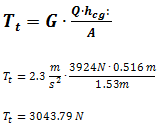 T_t = G · Q·h_cg: / A
T_t = 2.3 m/s² · 3924N · 0.516 m / 1.53m
T_t = 3043.79 N